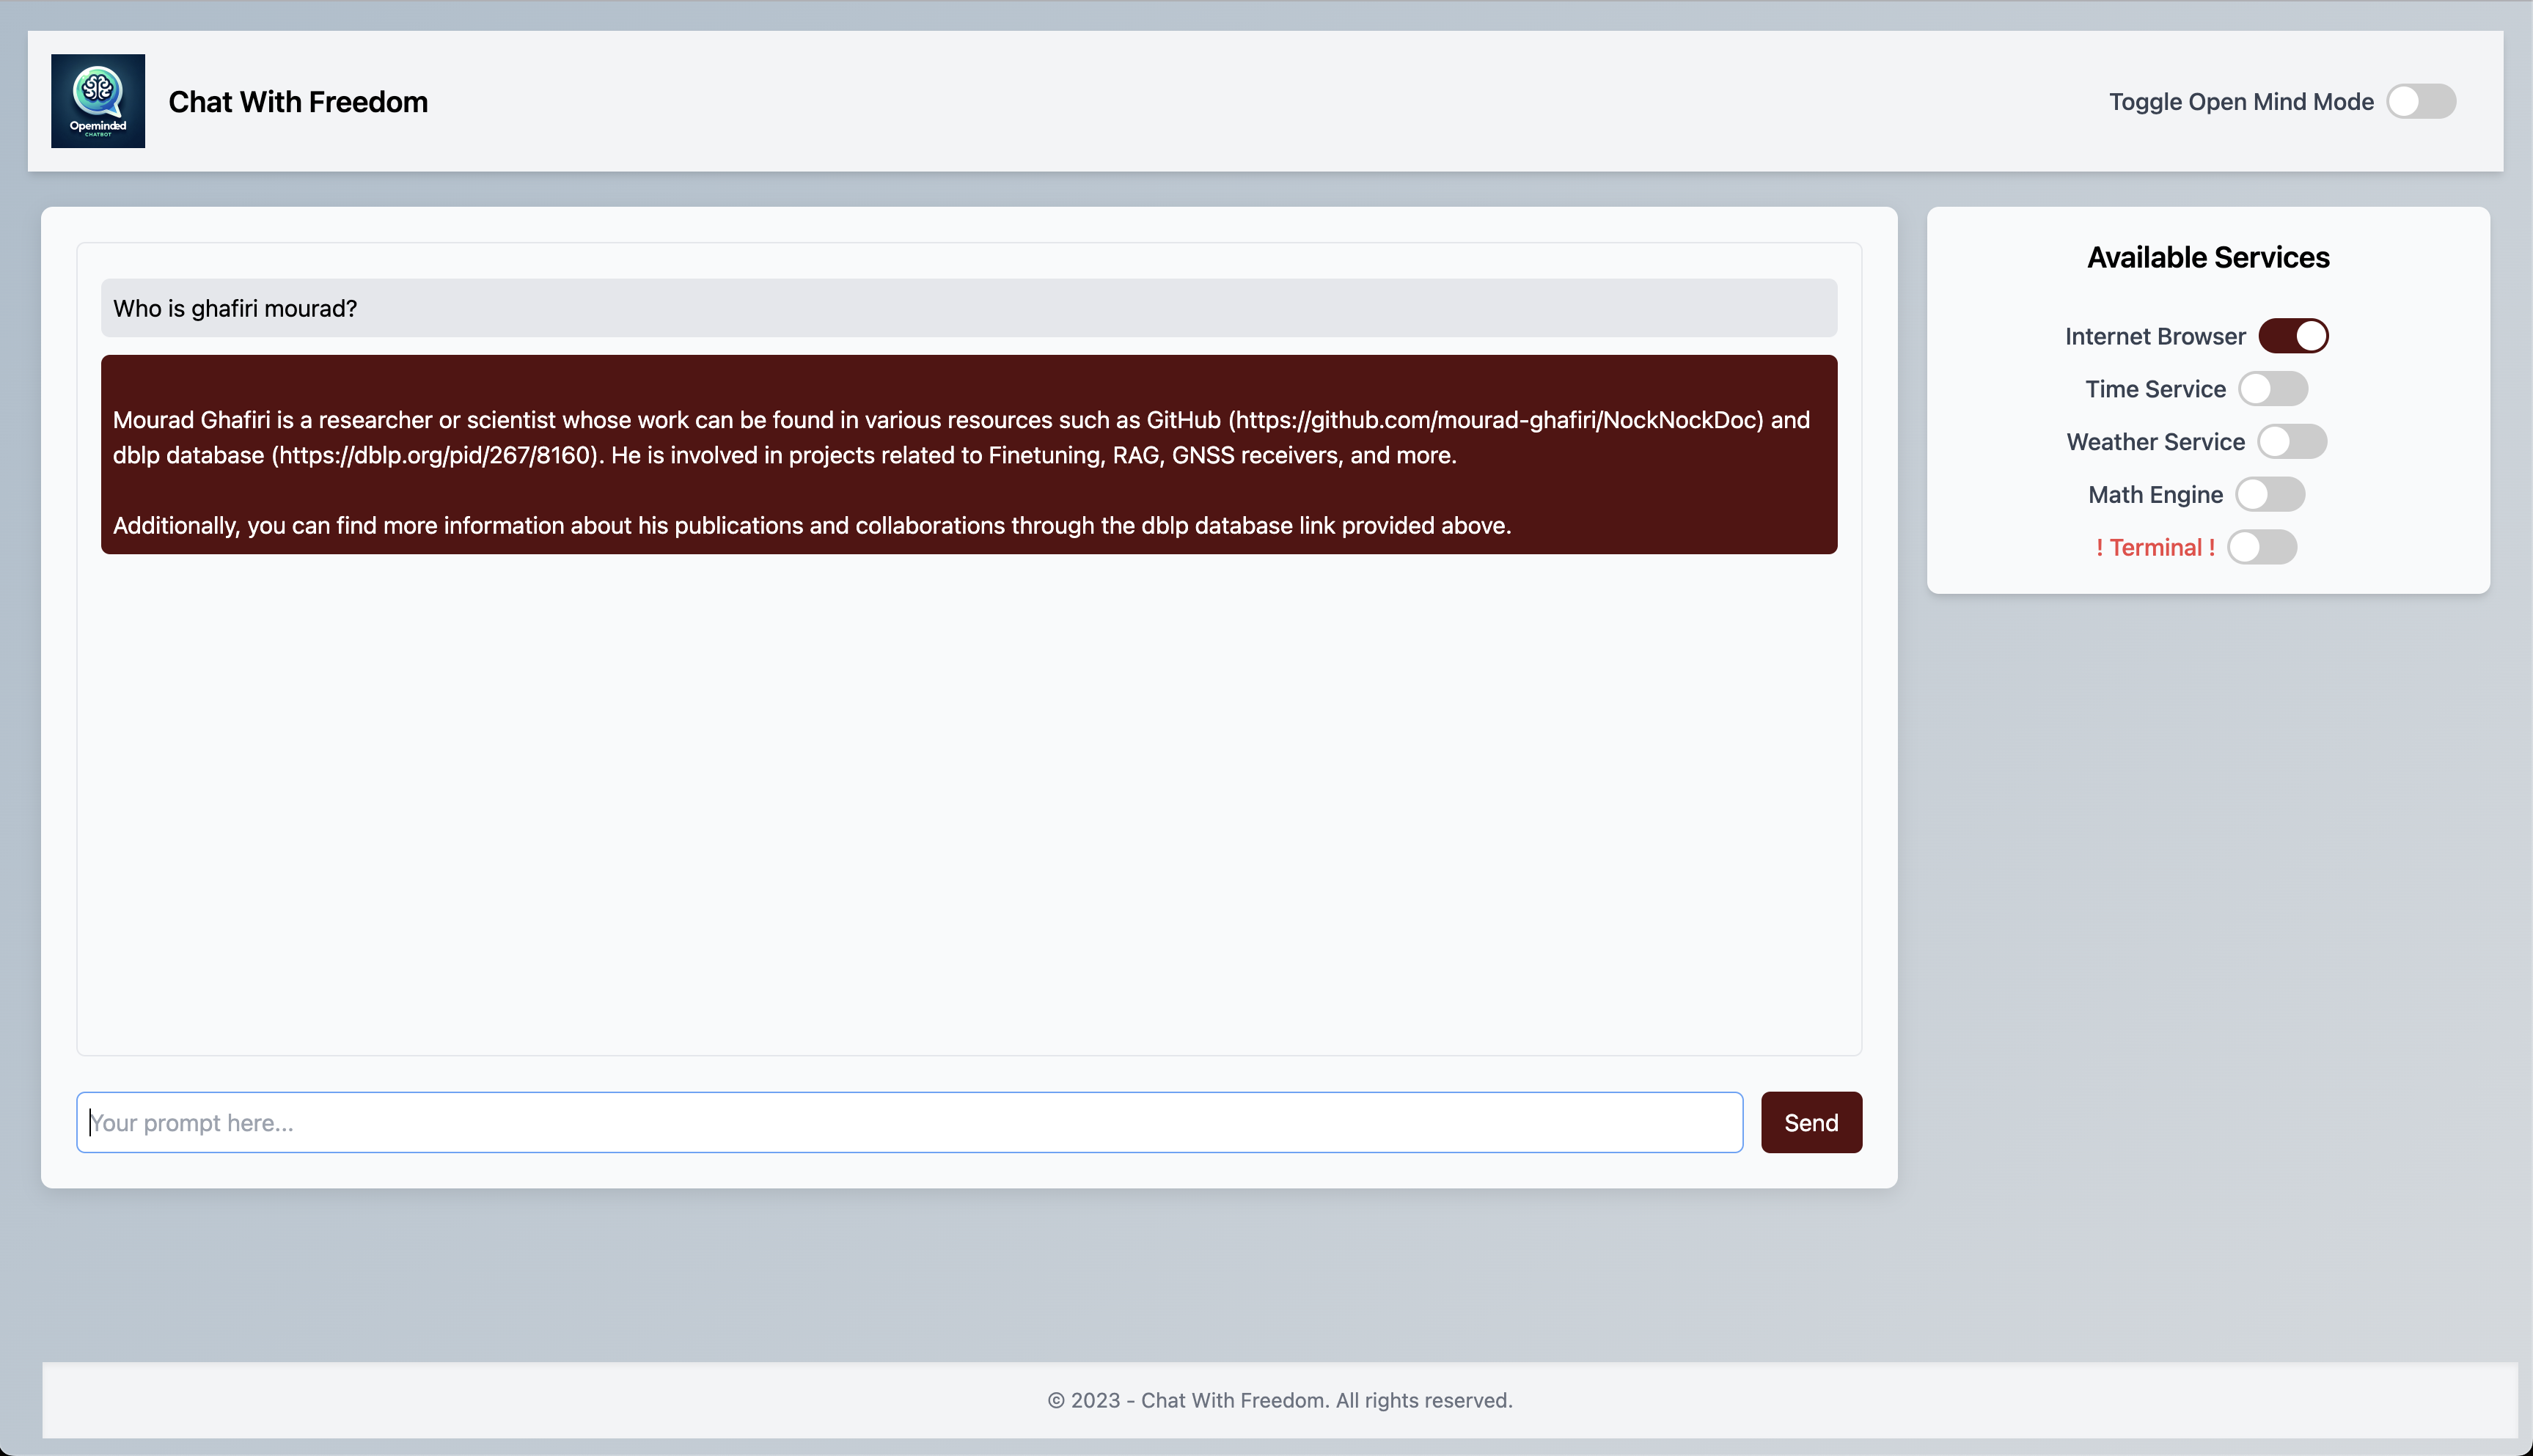 Opeminded
CHATBOT
Chat With Freedom
Toggle Open Mind Mode
Who is ghafiri mourad?
Mourad Ghafiri is a researcher or scientist whose work can be found in various resources such as GitHub (https://github.com/mourad-ghafiri/NockNockDoc) and
dblp database (https://dblp.org/pid/267/8160). He is involved in projects related to Finetuning, RAG, GNSS receivers, and more.
Additionally, you can find more information about his publications and collaborations through the dblp database link provided above.
Your prompt here...
Send
Available Services
Internet Browser
Time Service
Weather Service
Math Engine
! Terminal !
© 2023 - Chat With Freedom. All rights reserved.